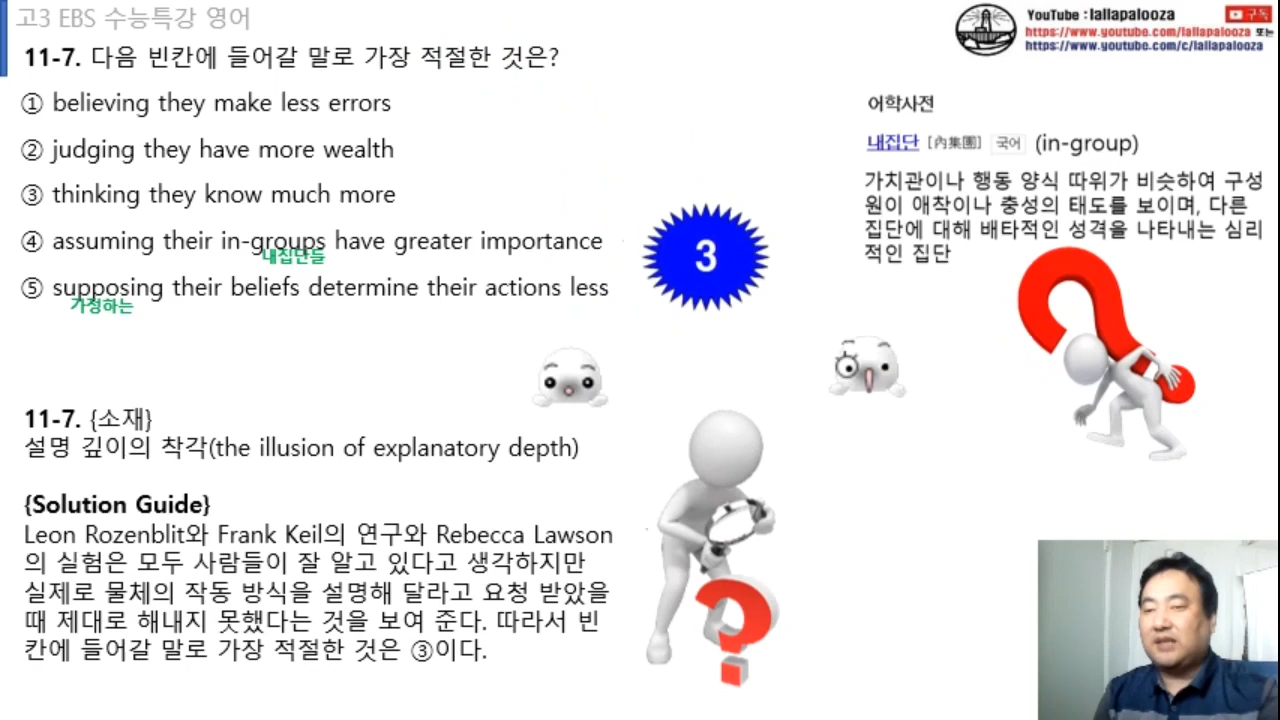 고3 EBS 수능특강 영어
YouTube : lallapalooza
구독
https://www.youtube.com/lallapalooza 또는
https://www.youtube.com/c/lallapalooza
11-7. 다음 빈칸에 들어갈 말로 가장 적절한 것은?
① believing they make less errors
② judging they have more wealth
③ thinking they know much more
④ assuming their in-groups have greater importance
내집단들
⑤ supposing their beliefs determine their actions less
가정하는
3
어학사전
내집단 [內集團] 국어 (in-group)
가치관이나 행동 양식 따위가 비슷하여 구성
원이 애착이나 충성의 태도를 보이며, 다른
집단에 대해 배타적인 성격을 나타내는 심리
적인 집단
11-7. {소재}
설명 깊이의 착각(the illusion of explanatory depth)
{Solution Guide}
Leon Rozenblit와 Frank Keil의 연구와 Rebecca Lawson
의 실험은 모두 사람들이 잘 알고 있다고 생각하지만
실제로 물체의 작동 방식을 설명해 달라고 요청 받았을
때 제대로 해내지 못했다는 것을 보여 준다. 따라서 빈
칸에 들어갈 말로 가장 적절한 것은 ③이다.